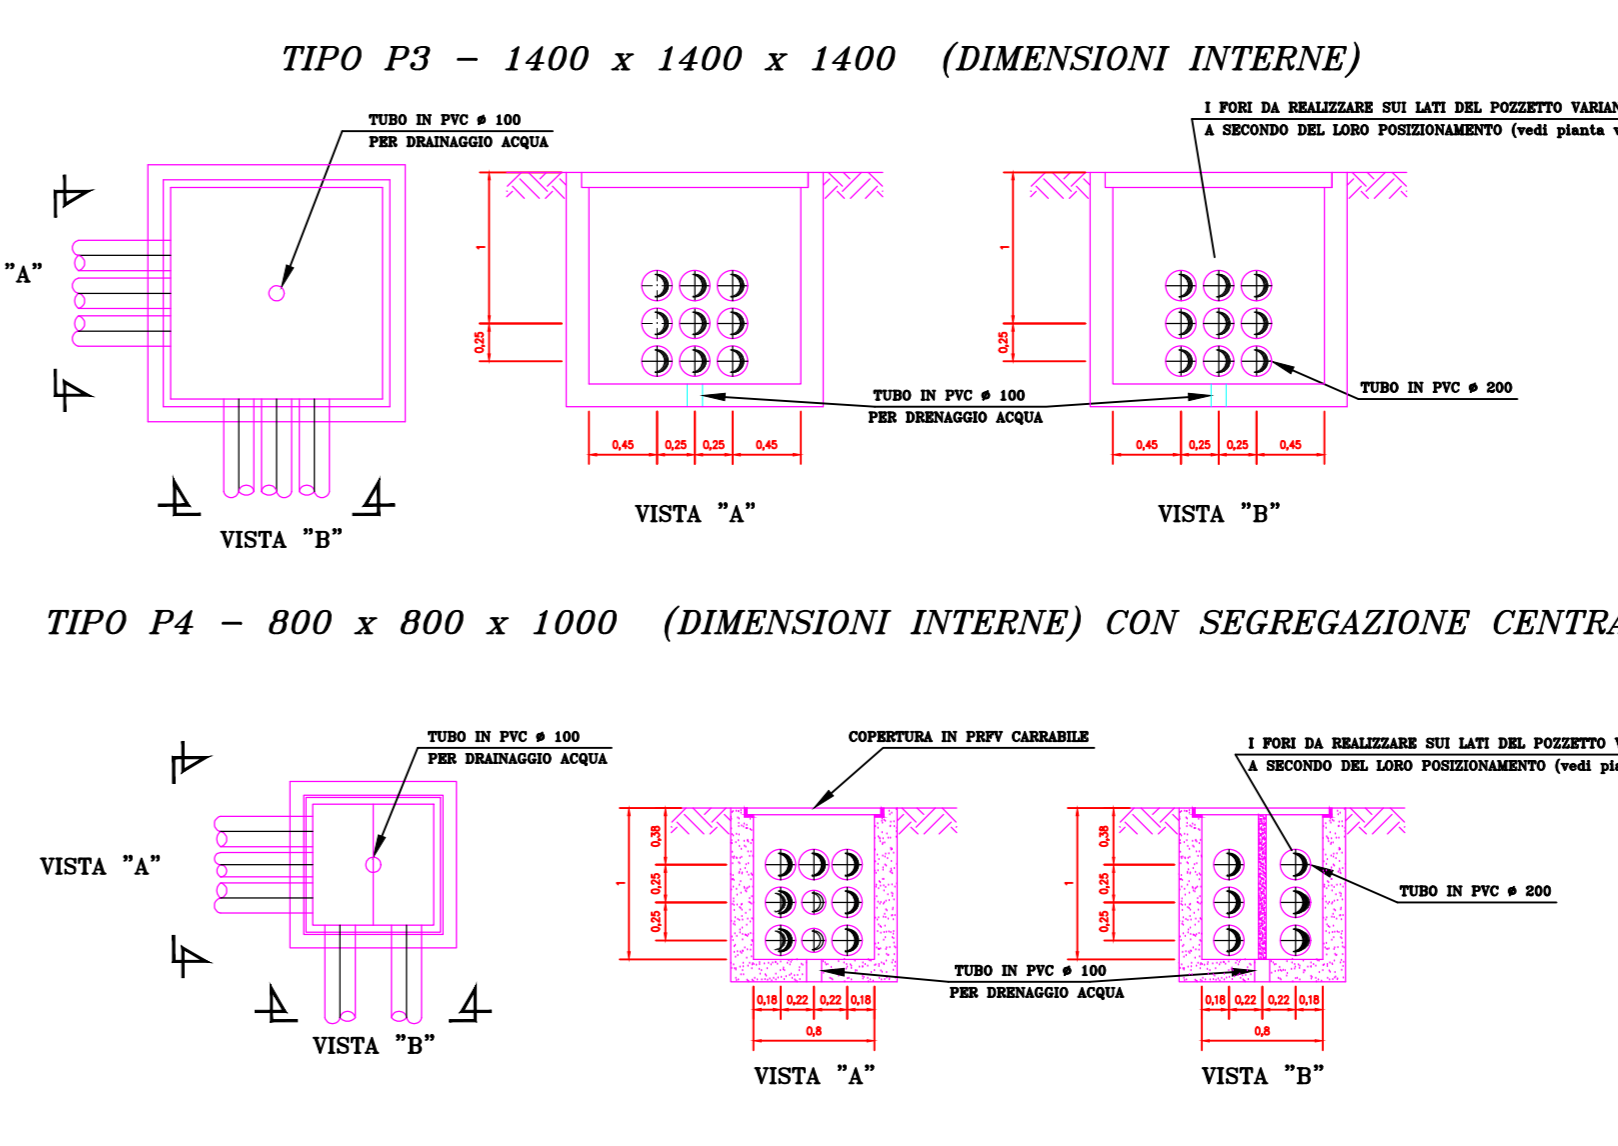 TIPO P3 – 1400 x 1400 x 1400 (DIMENSIONI INTERNE)
TUBO IN PVC ø 100
PER DRAINAGGIO ACQUA
I FORI DA REALIZZARE SUI LATI DEL POZZETTO
A SECONDO DEL LORO POSIZIONAMENTO (vedi pianta
"A"
1
0,25
1
0,25
TUBO IN PVC ø 100
PER DRENAGGIO ACQUA
TUBO IN PVC ø 200
0,45 0,25 0,25 0,45
0,45 0,25 0,25 0,45
VISTA "B"
VISTA "A"
VISTA "B"
TIPO P4 – 800 x 800 x 1000 (DIMENSIONI INTERNE) CON SEGREGAZIONE
TUBO IN PVC ø 100
PER DRAINAGGIO ACQUA
COPERTURA IN PRFV CARRABILE
I FORI DA REALIZZARE SUI LATI DEL POZZETTO
A SECONDO DEL LORO POSIZIONAMENTO (vedi
VISTA "A"
0,38
0,25
0,25
1
0,38
0,25
0,25
1
TUBO IN PVC ø 200
TUBO IN PVC ø 100
PER DRENAGGIO ACQUA
0,18 0,22 0,22 0,18
0,8
0,18 0,22 0,22 0,18
0,8
VISTA "B"
VISTA "A"
VISTA "B"